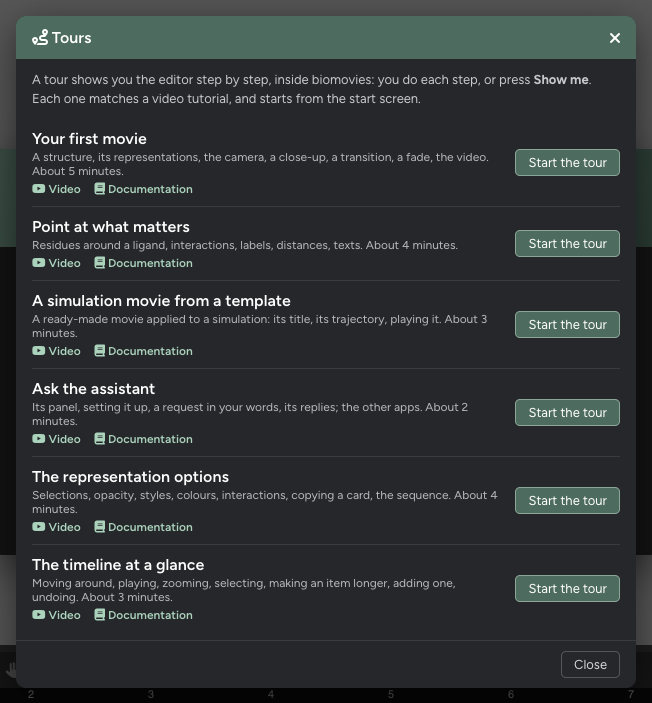 Tours
A tour shows you the editor step by step, inside biomovies: you do each step, or press Show me.
Each one matches a video tutorial, and starts from the start screen.
Your first movie
A structure, its representations, the camera, a close-up, a transition, a fade, the video.
About 5 minutes.
Video Documentation
Start the tour
Point at what matters
Residues around a ligand, interactions, labels, distances, texts. About 4 minutes.
Video Documentation
Start the tour
A simulation movie from a template
A ready-made movie applied to a simulation: its title, its trajectory, playing it. About 3
minutes.
Video Documentation
Start the tour
Ask the assistant
Its panel, setting it up, a request in your words, its replies; the other apps. About 2
minutes.
Video Documentation
Start the tour
The representation options
Selections, opacity, styles, colours, interactions, copying a card, the sequence. About 4
minutes.
Video Documentation
Start the tour
The timeline at a glance
Moving around, playing, zooming, selecting, making an item longer, adding one,
undoing. About 3 minutes.
Video Documentation
Start the tour
Close
2 3 4 5 6 7